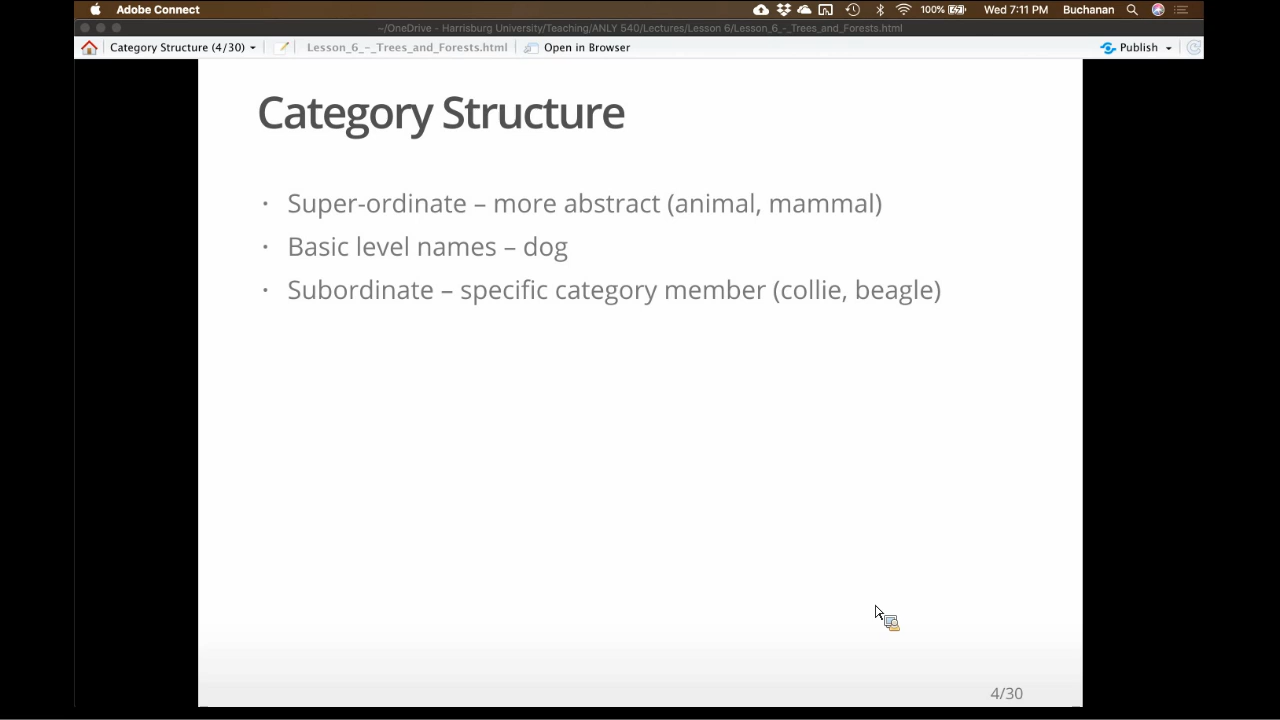 Adobe Connect 100% Wed 7:11 PM Buchanan
~/OneDrive - Harrisburg University/Teaching/ANLY 540/Lectures/Lesson 6/Lesson_6_-_Trees_and_Forests.html
Category Structure (4/30) Lesson_6_-_Trees_and_Forests.html Open in Browser Publish
Category Structure
· Super-ordinate – more abstract (animal, mammal)
· Basic level names – dog
· Subordinate – specific category member (collie, beagle)
4/30